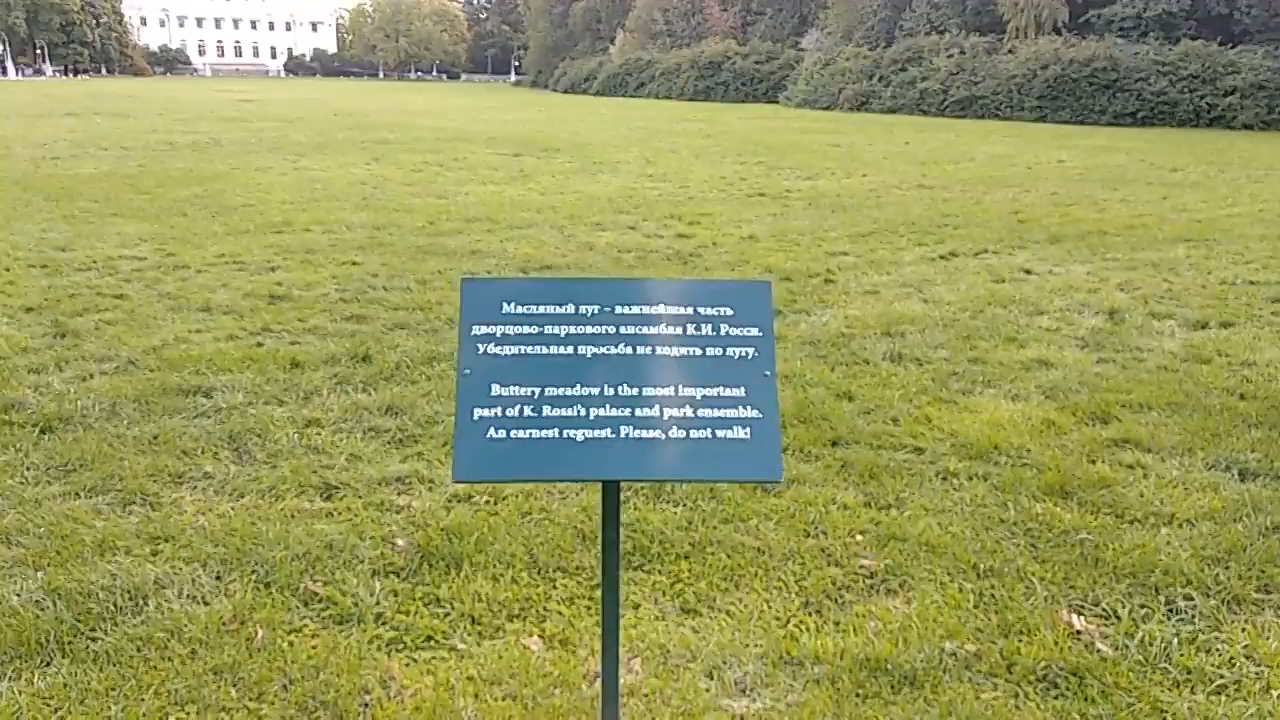 Масляный луг – важнейшая часть
дворцово-паркового ансамбля К.И. Росси.
Убедительная просьба не ходить по лугу.
Buttery meadow is the most important
part of K. Rossi's palace and park ensemble.
An earnest reguest. Please, do not walk!